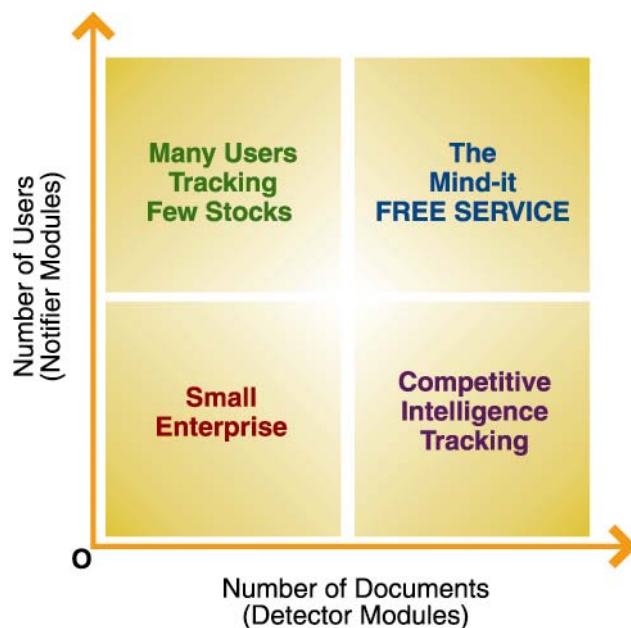 Number of Users
(Notifier Modules)
Many Users
Tracking
Few Stocks
The
Mind-it
FREE SERVICE
Small
Enterprise
Competitive
Intelligence
Tracking
O
Number of Documents
(Detector Modules)